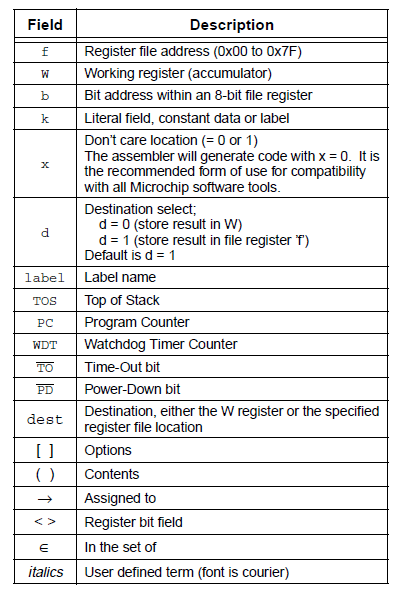 Field Description
f Register file address (0x00 to 0x7F)
W Working register (accumulator)
b Bit address within an 8-bit file register
k Literal field, constant data or label
x Don't care location (= 0 or 1)
The assembler will generate code with x = 0. It is
the recommended form of use for compatibility
with all Microchip software tools.
d Destination select;
d = 0 (store result in W)
d = 1 (store result in file register 'f')
Default is d = 1
label Label name
TOS Top of Stack
PC Program Counter
WDT Watchdog Timer Counter
T̅O̅ Time-Out bit
P̅D̅ Power-Down bit
dest Destination, either the W register or the specified
register file location
[ ] Options
( ) Contents
→ Assigned to
< > Register bit field
∈ In the set of
italics User defined term (font is courier)